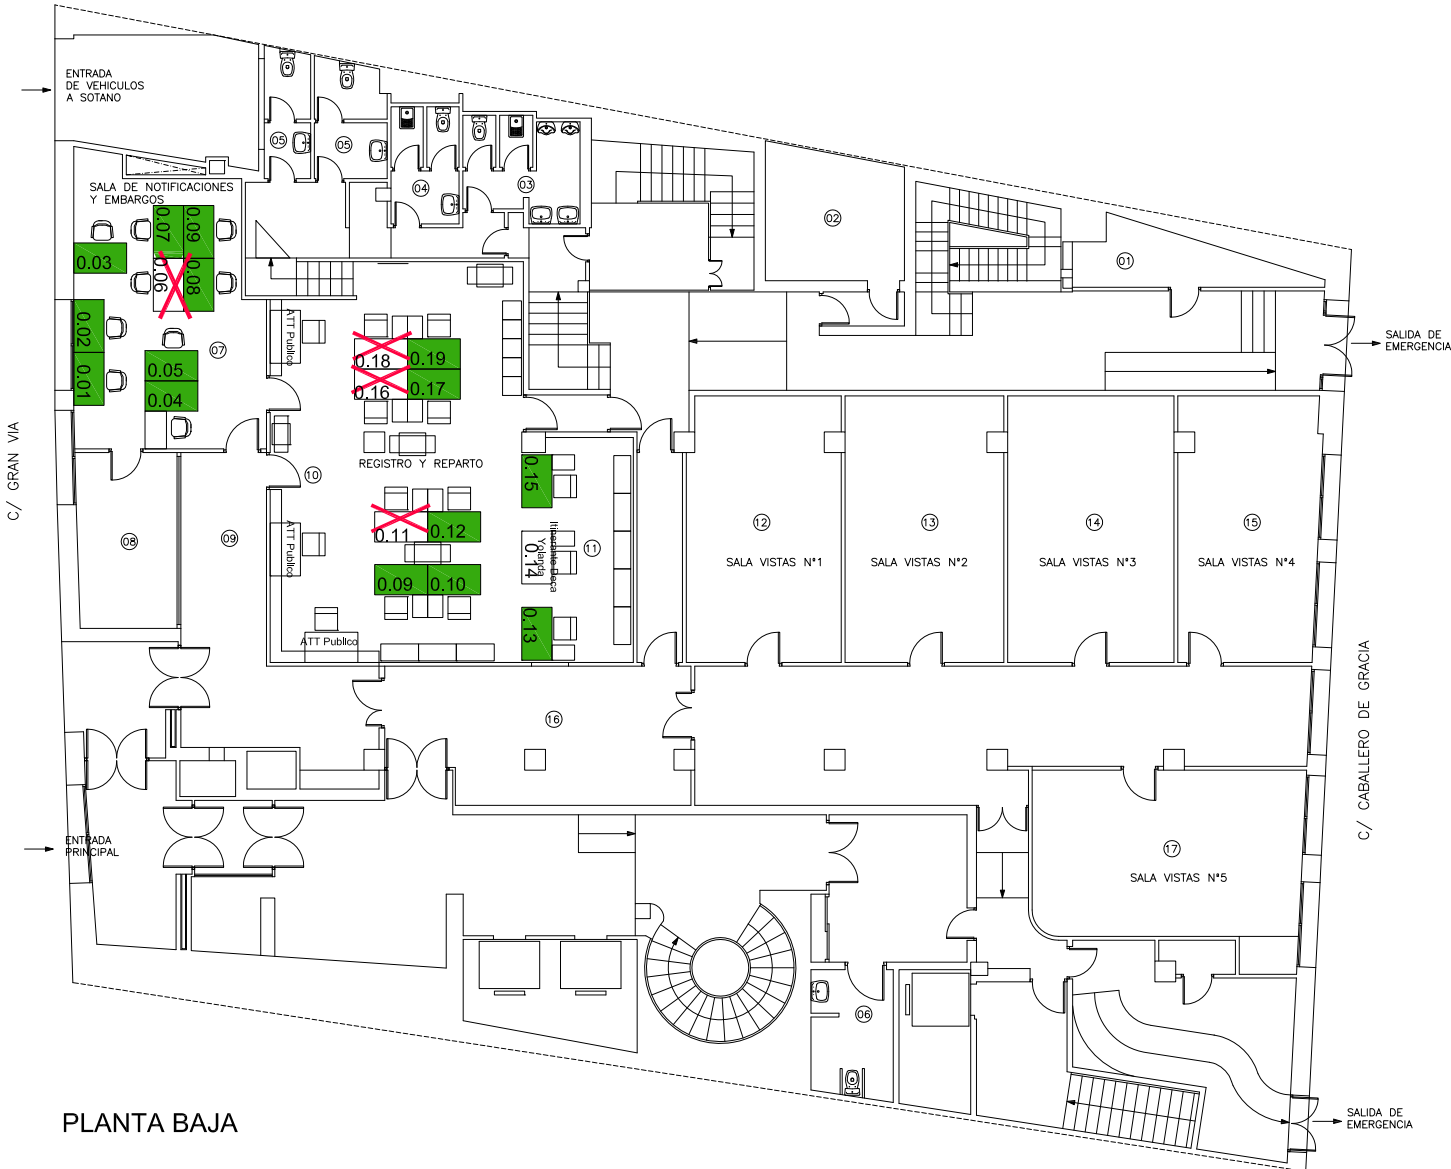 ENTRADA
DE VEHICULOS
A SOTANO
05
05
04
03
02
01
SALA DE NOTIFICACIONES
Y EMBARGOS
0.07
0.09
0.03
0.06
0.08
0.02
0.01
0.05
0.04
07
ATT Publico
0.18
0.19
0.16
0.17
SALIDA DE
EMERGENCIA
C/ GRAN VIA
REGISTRO Y REPARTO
10
08
09
ATT Publico
0.11
0.12
0.09
0.10
ATT Publico
0.15
Itinerante Deca
Yolanda
0.14
0.13
11
12
SALA VISTAS Nº1
13
SALA VISTAS Nº2
14
SALA VISTAS Nº3
15
SALA VISTAS Nº4
C/ CABALLERO DE GRACIA
16
ENTRADA
PRINCIPAL
17
SALA VISTAS Nº5
06
PLANTA BAJA
SALIDA DE
EMERGENCIA